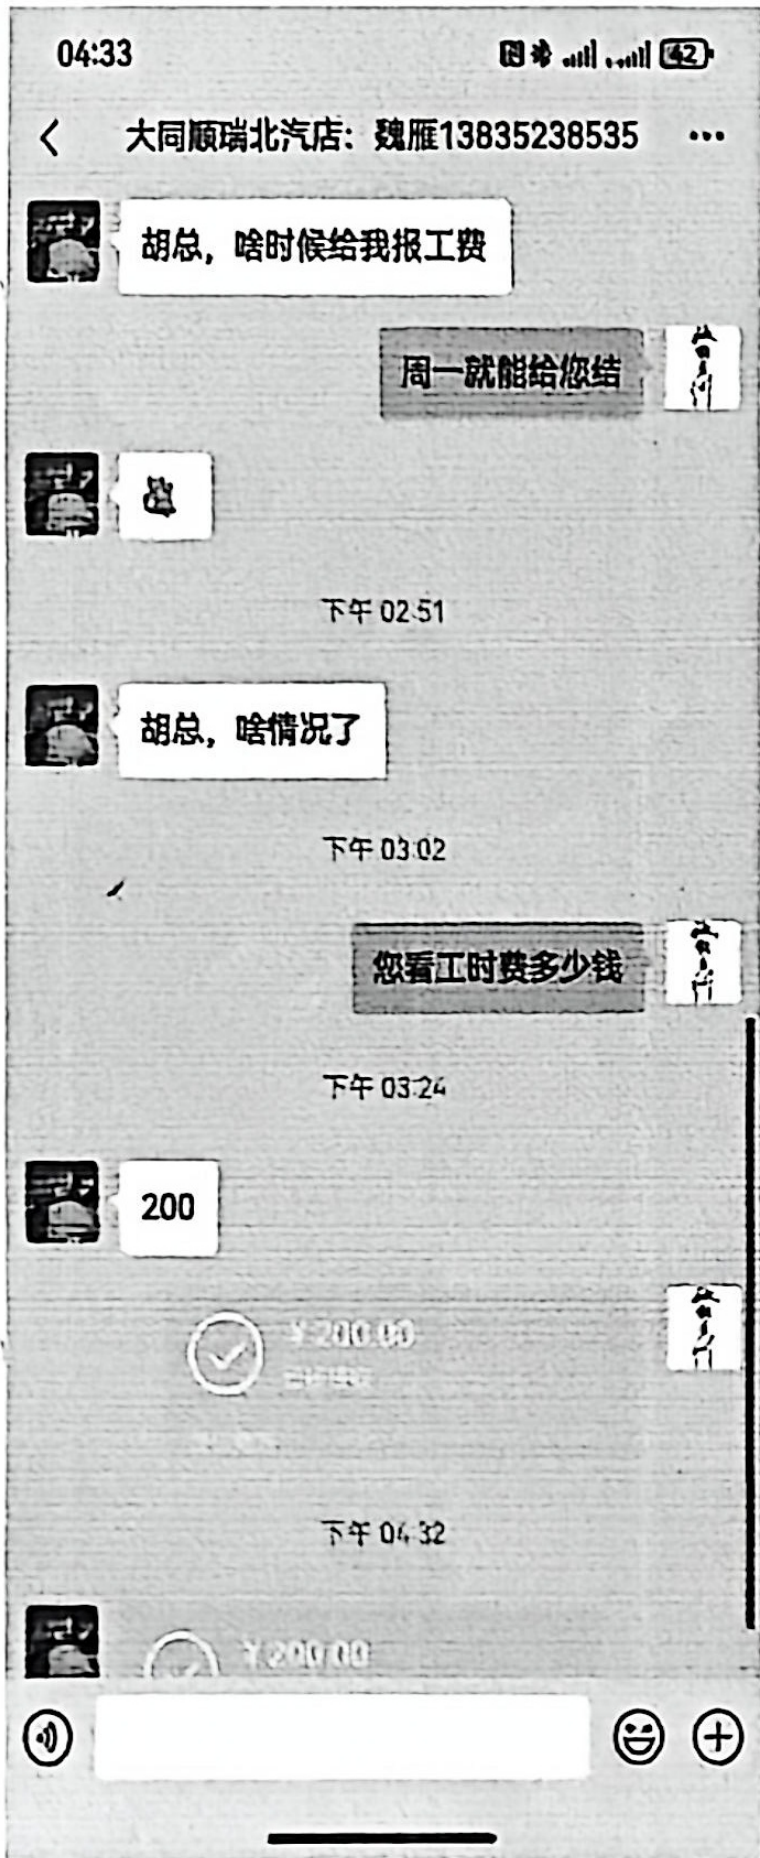 04:33
42
大同顺瑞北汽店：魏雁13835238535
胡总，啥时候给我报工费
周一就能给您结
下午 02:51
胡总，啥情况了
下午 03:02
您看工时费多少钱
下午 03:24
200
¥200.00
下午 04:32